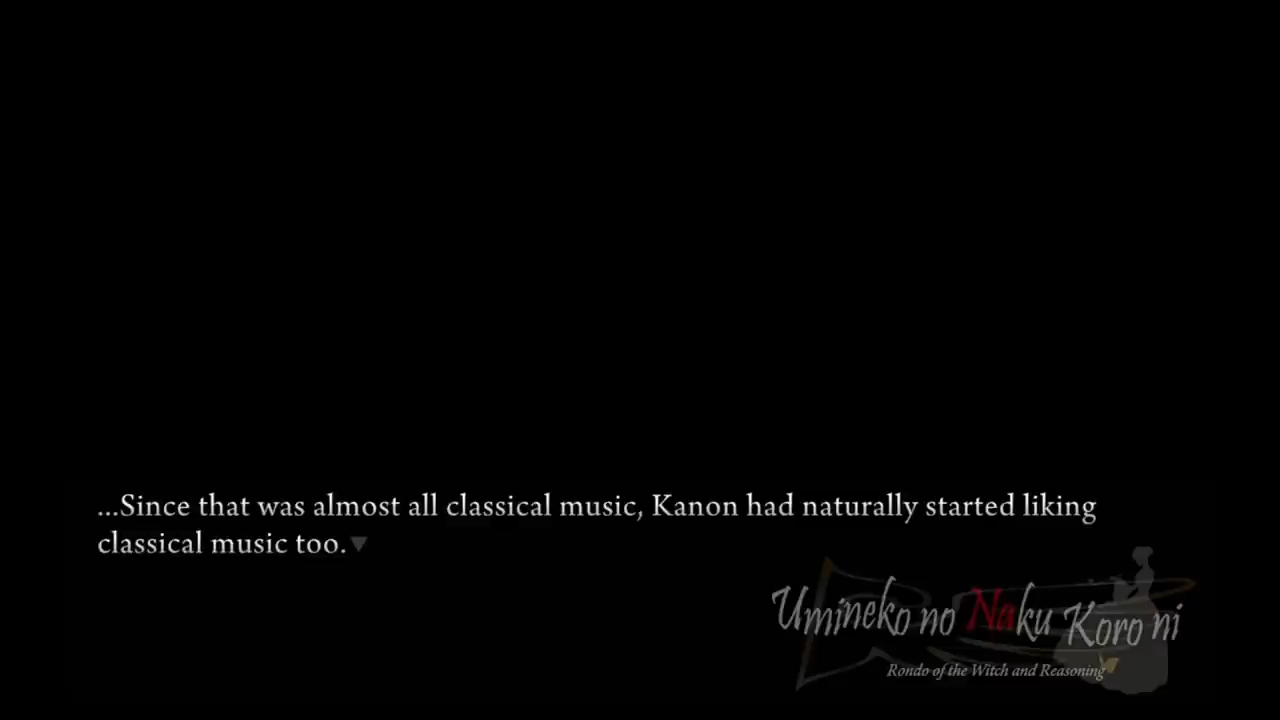 ...Since that was almost all classical music, Kanon had naturally started liking
classical music too.
Umineko no Naku Koro ni
Rondo of the Witch and Reasoning